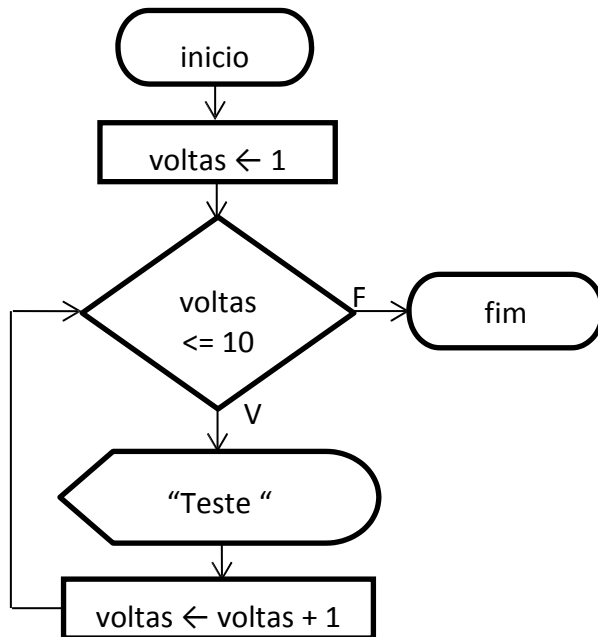 inicio
voltas ← 1
voltas
<= 10
F
fim
V
“Teste “
voltas ← voltas + 1